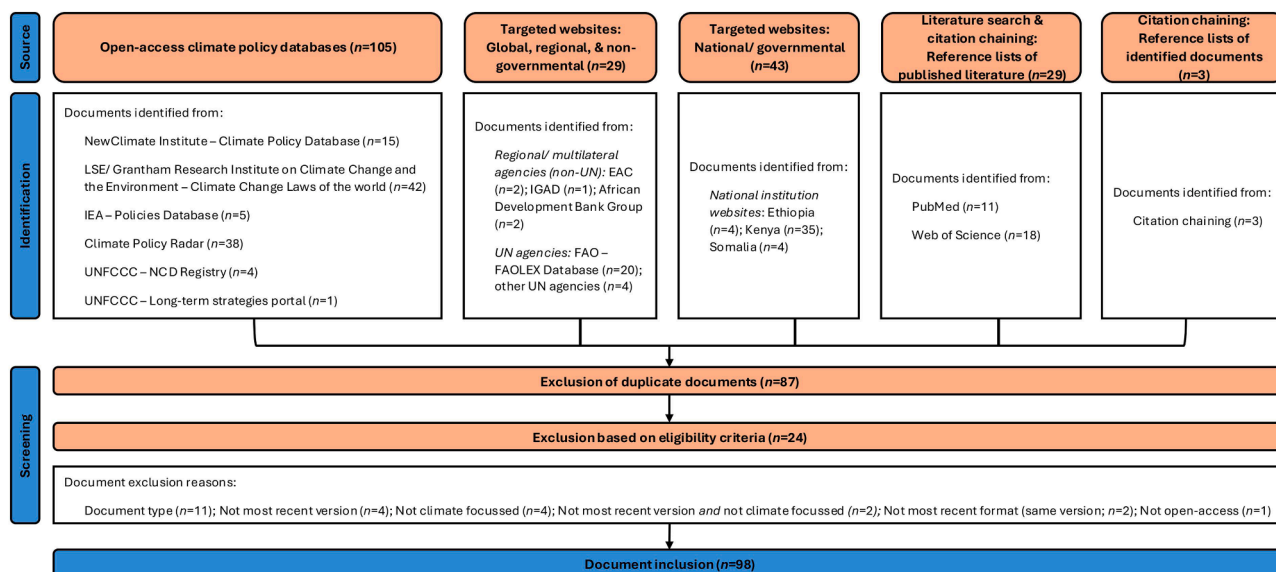 Source
Open-access climate policy databases (n=105)
Targeted websites:
Global, regional, & non-
governmental (n=29)
Targeted websites:
National/ governmental
(n=43)
Literature search &
citation chaining:
Reference lists of
published literature (n=29)
Citation chaining:
Reference lists of
identified documents
(n=3)
Identification
Documents identified from:
NewClimate Institute – Climate Policy Database (n=15)
LSE/ Grantham Research Institute on Climate Change and
the Environment – Climate Change Laws of the world (n=42)
IEA – Policies Database (n=5)
Climate Policy Radar (n=38)
UNFCCC – NCD Registry (n=4)
UNFCCC – Long-term strategies portal (n=1)
Documents identified from:
Regional/ multilateral
agencies (non-UN): EAC
(n=2); IGAD (n=1); African
Development Bank Group
(n=2)
UN agencies: FAO –
FAOLEX Database (n=20);
other UN agencies (n=4)
Documents identified from:
National institution
websites: Ethiopia
(n=4); Kenya (n=35);
Somalia (n=4)
Documents identified from:
PubMed (n=11)
Web of Science (n=18)
Documents identified from:
Citation chaining (n=3)
Screening
Exclusion of duplicate documents (n=87)
Exclusion based on eligibility criteria (n=24)
Document exclusion reasons:
Document type (n=11); Not most recent version (n=4); Not climate focussed (n=4); Not most recent version and not climate focussed (n=2); Not most recent format (same version; n=2); Not open-access (n=1)
Document inclusion (n=98)